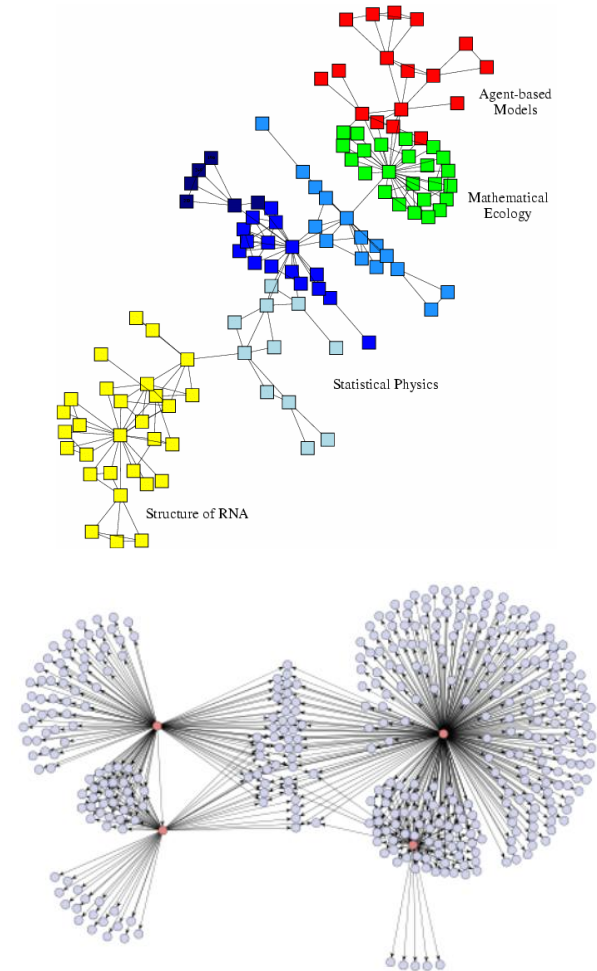 Agent-based
Models
Mathematical
Ecology
Statistical Physics
Structure of RNA